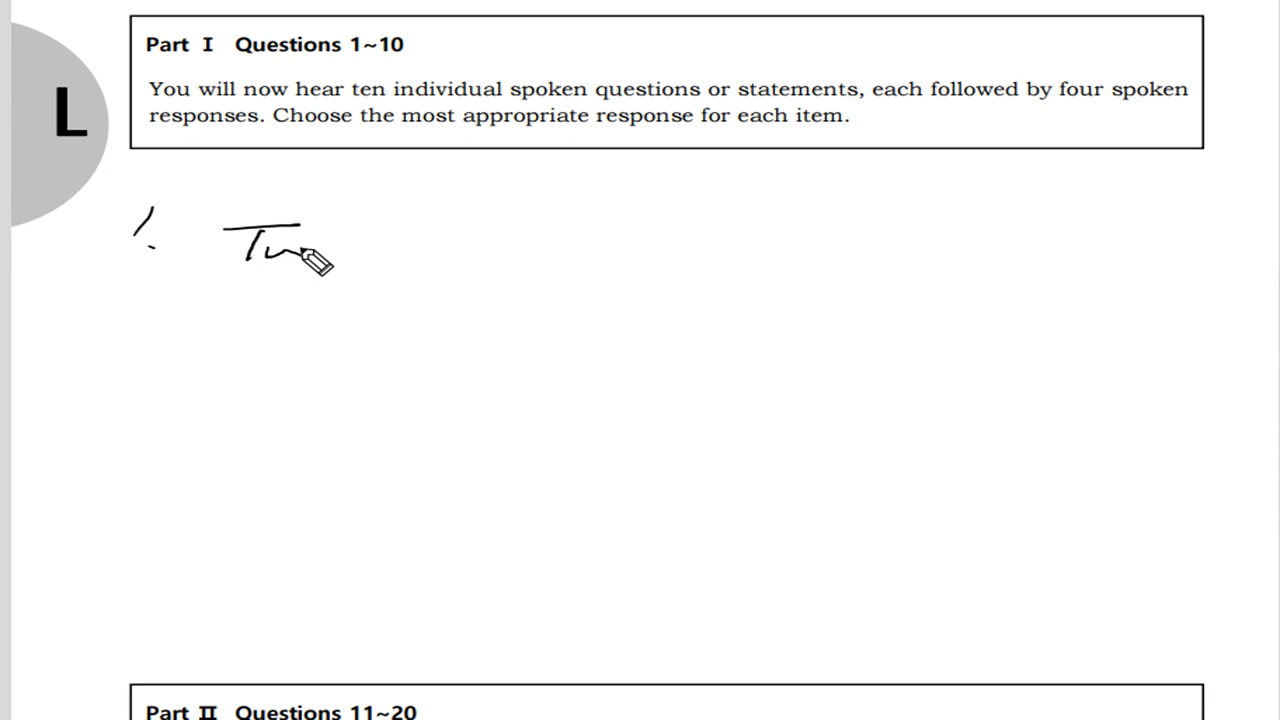 Part Ⅰ Questions 1~10
You will now hear ten individual spoken questions or statements, each followed by four spoken
responses. Choose the most appropriate response for each item.
L
1.
Part Ⅱ Questions 11~20